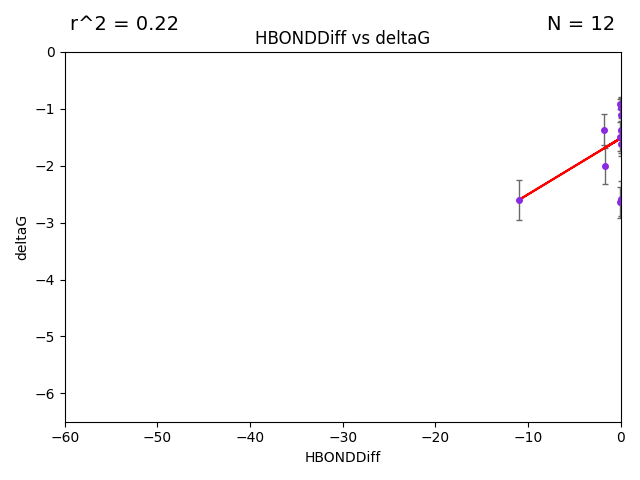 r^2 = 0.22
N = 12
HBONDDiff vs deltaG
0
−1
−2
−3
−4
−5
−6
deltaG
−60 −50 −40 −30 −20 −10 0
HBONDDiff